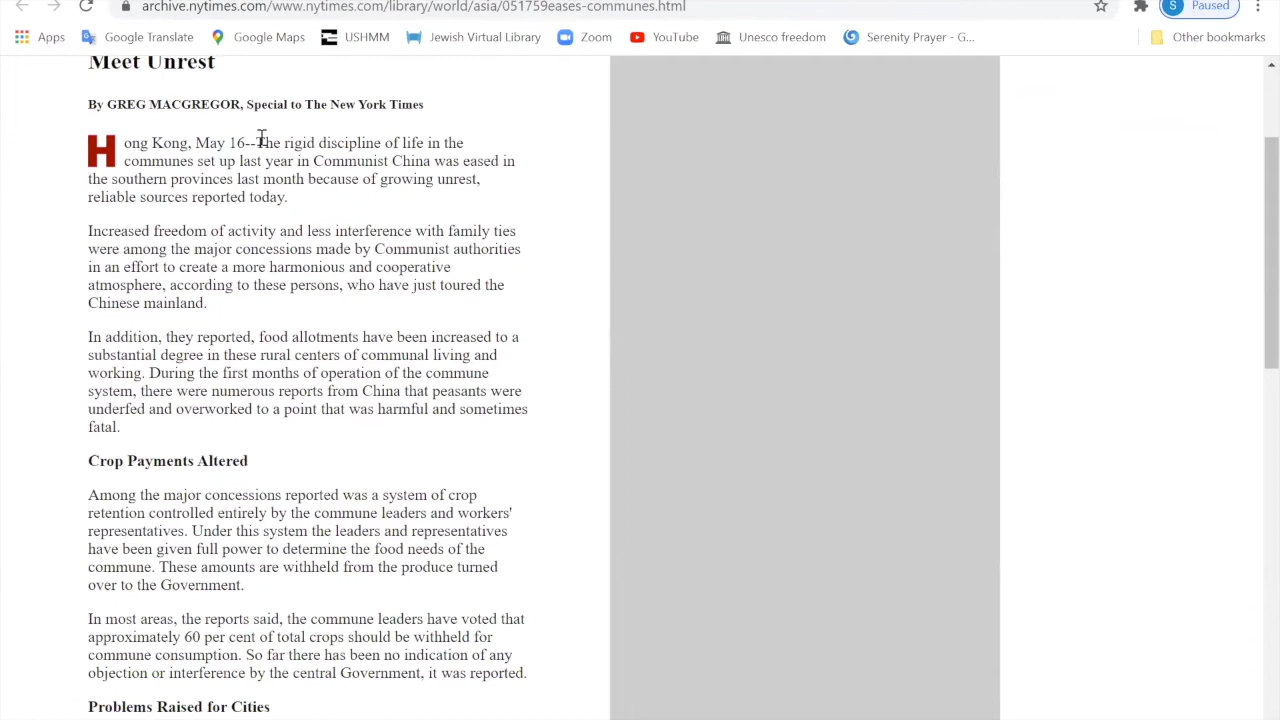 archive.nytimes.com/www.nytimes.com/library/world/asia/051759eases-communes.html
S Paused
Apps Google Translate Google Maps USHMM Jewish Virtual Library Zoom YouTube Unesco freedom Serenity Prayer - G... Other bookmarks
Meet Unrest
By GREG MACGREGOR, Special to The New York Times
Hong Kong, May 16--The rigid discipline of life in the
communes set up last year in Communist China was eased in
the southern provinces last month because of growing unrest,
reliable sources reported today.
Increased freedom of activity and less interference with family ties
were among the major concessions made by Communist authorities
in an effort to create a more harmonious and cooperative
atmosphere, according to these persons, who have just toured the
Chinese mainland.
In addition, they reported, food allotments have been increased to a
substantial degree in these rural centers of communal living and
working. During the first months of operation of the commune
system, there were numerous reports from China that peasants were
underfed and overworked to a point that was harmful and sometimes
fatal.
Crop Payments Altered
Among the major concessions reported was a system of crop
retention controlled entirely by the commune leaders and workers'
representatives. Under this system the leaders and representatives
have been given full power to determine the food needs of the
commune. These amounts are withheld from the produce turned
over to the Government.
In most areas, the reports said, the commune leaders have voted that
approximately 60 per cent of total crops should be withheld for
commune consumption. So far there has been no indication of any
objection or interference by the central Government, it was reported.
Problems Raised for Cities